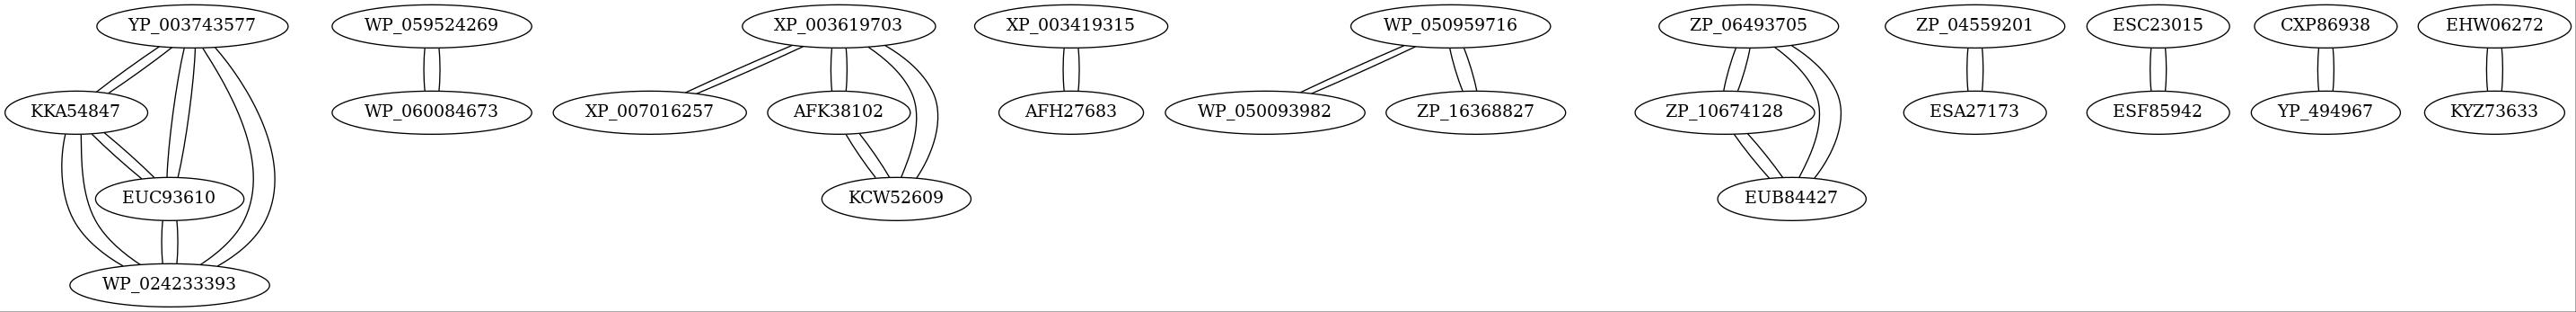 YP_003743577 WP_059524269 XP_003619703 XP_003419315 WP_050959716 ZP_06493705 ZP_04559201 ESC23015 CXP86938 EHW06272
KKA54847 WP_060084673 XP_007016257 AFK38102 AFH27683 WP_050093982 ZP_16368827 ZP_10674128 ESA27173 ESF85942 YP_494967 KYZ73633
EUC93610 KCW52609 EUB84427
WP_024233393